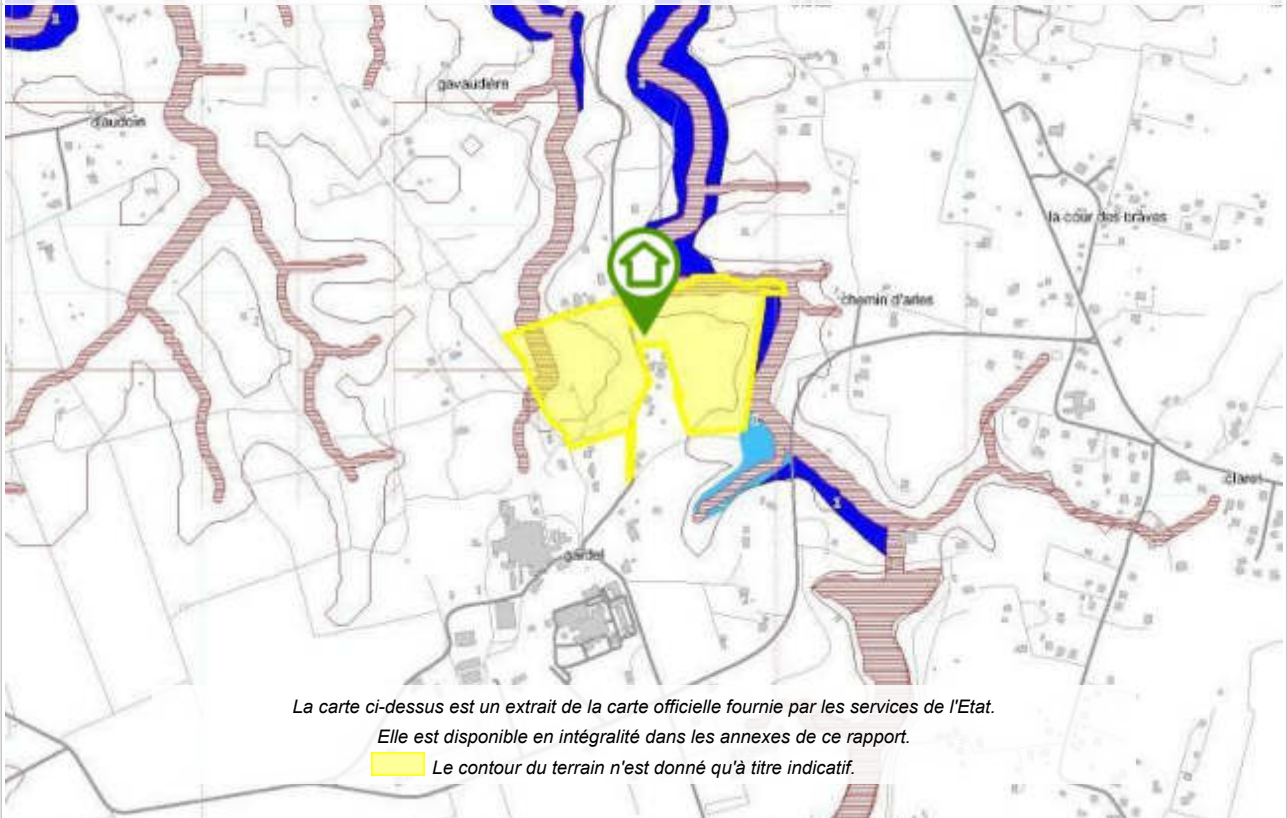 1
gavaudière
1
d'audoin
la cour des braves
chemin d'arles
claret
1
gardel
La carte ci-dessus est un extrait de la carte officielle fournie par les services de l'Etat.
Elle est disponible en intégralité dans les annexes de ce rapport.
Le contour du terrain n'est donné qu'à titre indicatif.